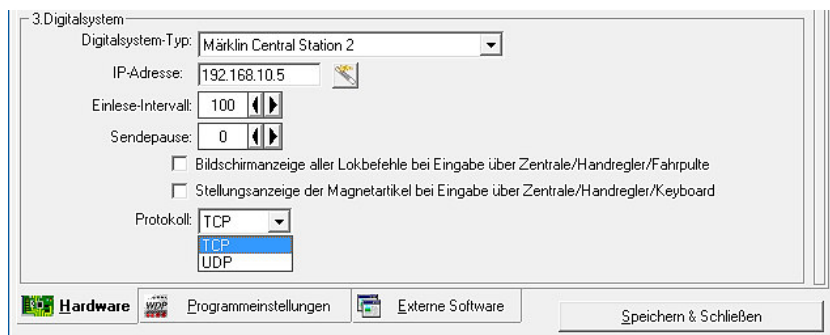 3.Digitalsystem
Digitalsystem-Typ: Märklin Central Station 2
IP-Adresse: 192.168.10.5
Einlese-Intervall: 100
Sendepause: 0
Bildschirmanzeige aller Lokbefehle bei Eingabe über Zentrale/Handregler/Fahrpulte
Stellungsanzeige der Magnetartikel bei Eingabe über Zentrale/Handregler/Keyboard
Protokoll: TCP
TCP
UDP
Hardware WDP Programmeinstellungen Externe Software Speichern & Schließen